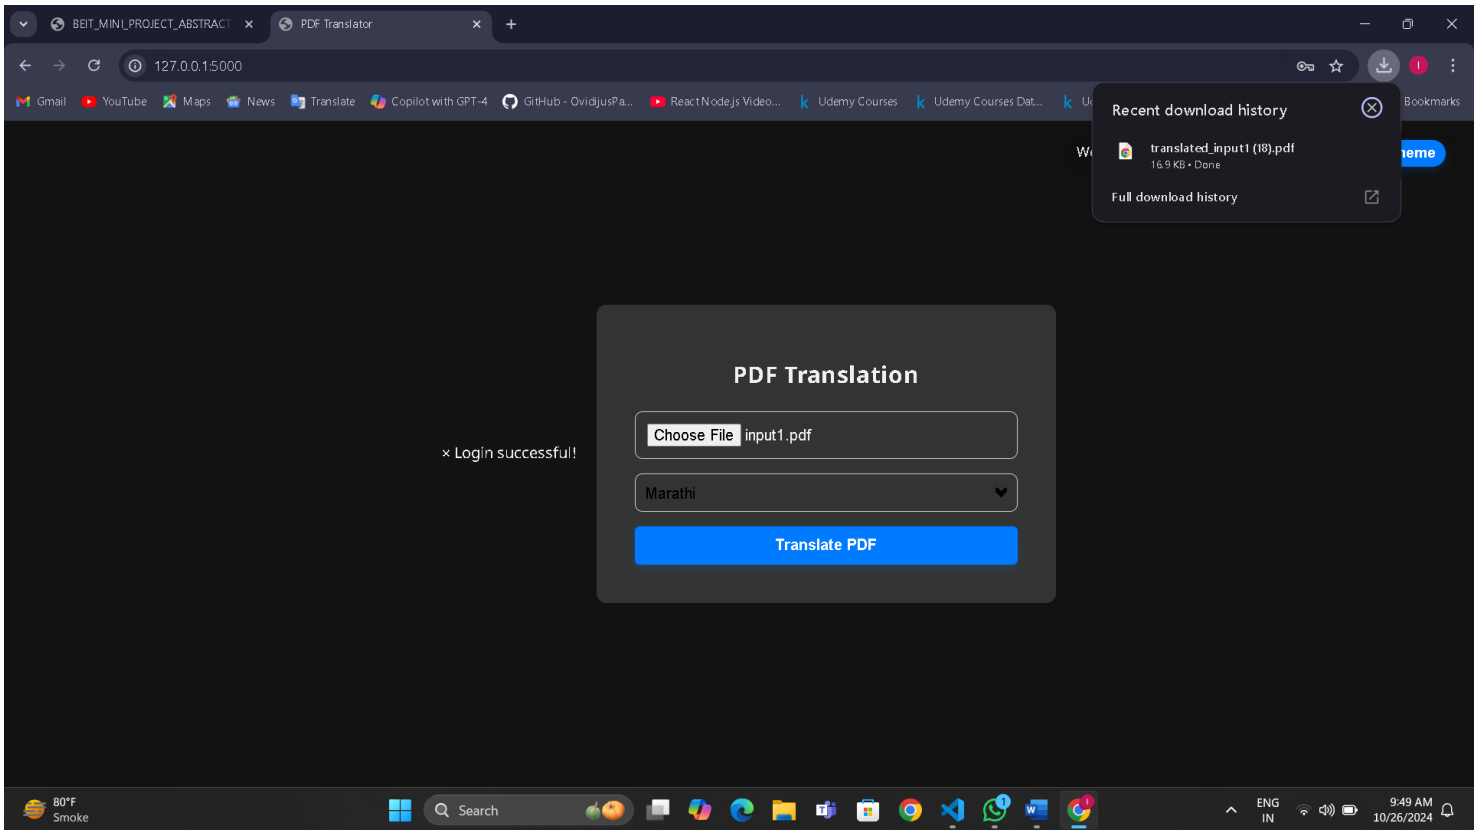 BEIT_MINI_PROJECT_ABSTRACT
PDF Translator
127.0.0.1:5000
Gmail YouTube Maps News Translate Copilot with GPT-4 GitHub - OvidijusPa... React Node.js Video... Udemy Courses Udemy Courses Dat... Bookmarks
Recent download history
translated_input1 (18).pdf
16.9 KB • Done
Full download history
PDF Translation
Choose File input1.pdf
× Login successful!
Marathi
Translate PDF
80°F
Smoke
Search
ENG
IN
9:49 AM
10/26/2024